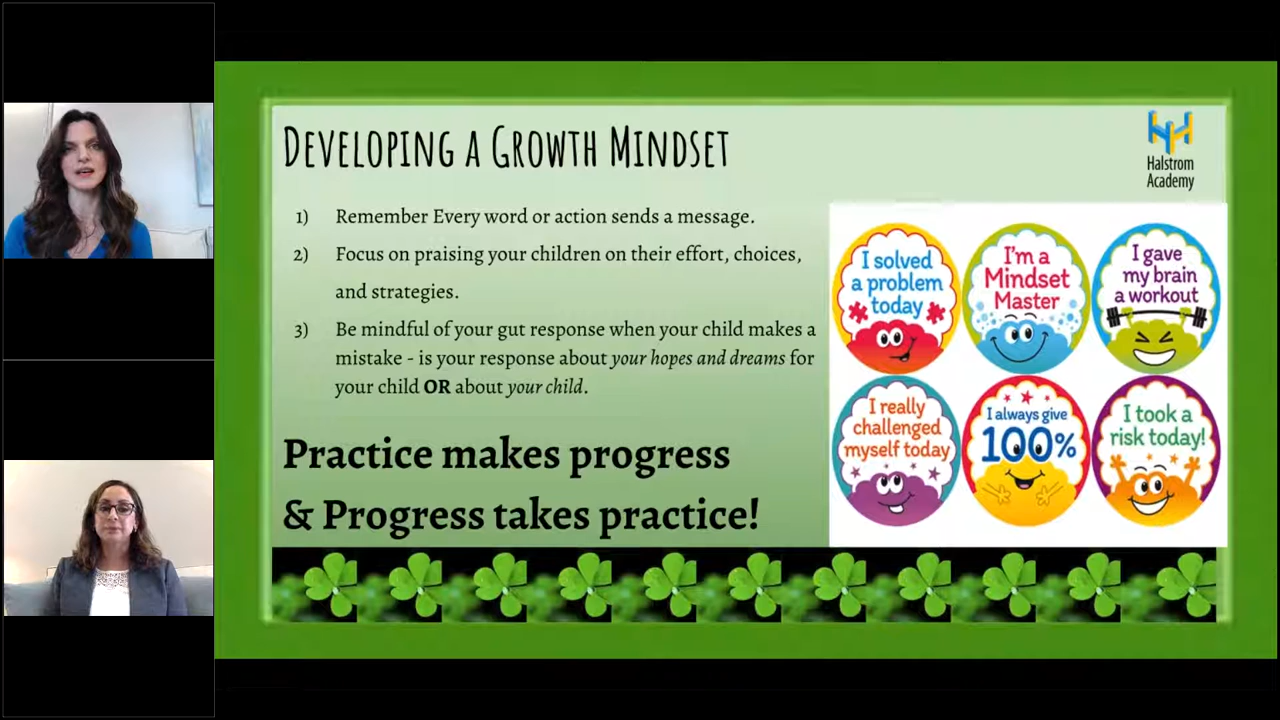 DEVELOPING A GROWTH MINDSET
Halstrom
Academy
1) Remember Every word or action sends a message.
2) Focus on praising your children on their effort, choices,
and strategies.
3) Be mindful of your gut response when your child makes a
mistake - is your response about your hopes and dreams for
your child OR about your child.
Practice makes progress
& Progress takes practice!
I solved
a problem
today
I'm a
Mindset
Master
I gave
my brain
a workout
I really
challenged
myself today
I always give
100%
I took a
risk today!